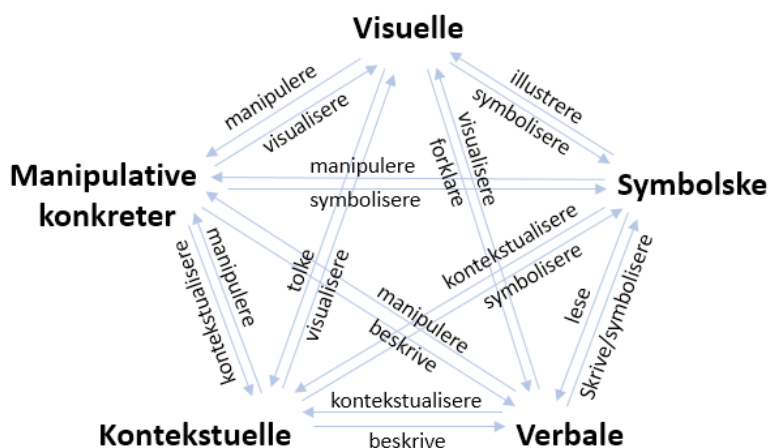 Visuelle
manipulere
visualisere
illustrere
symbolisere
visualisere
forklare
manipulere
symbolisere
Manipulative
konkreter
Symbolske
kontekstualisere
manipulere
tolke
visualisere
manipulere
beskrive
kontekstualisere
symbolisere
lese
Skrive/symbolisere
kontekstualisere
beskrive
Kontekstuelle
Verbale